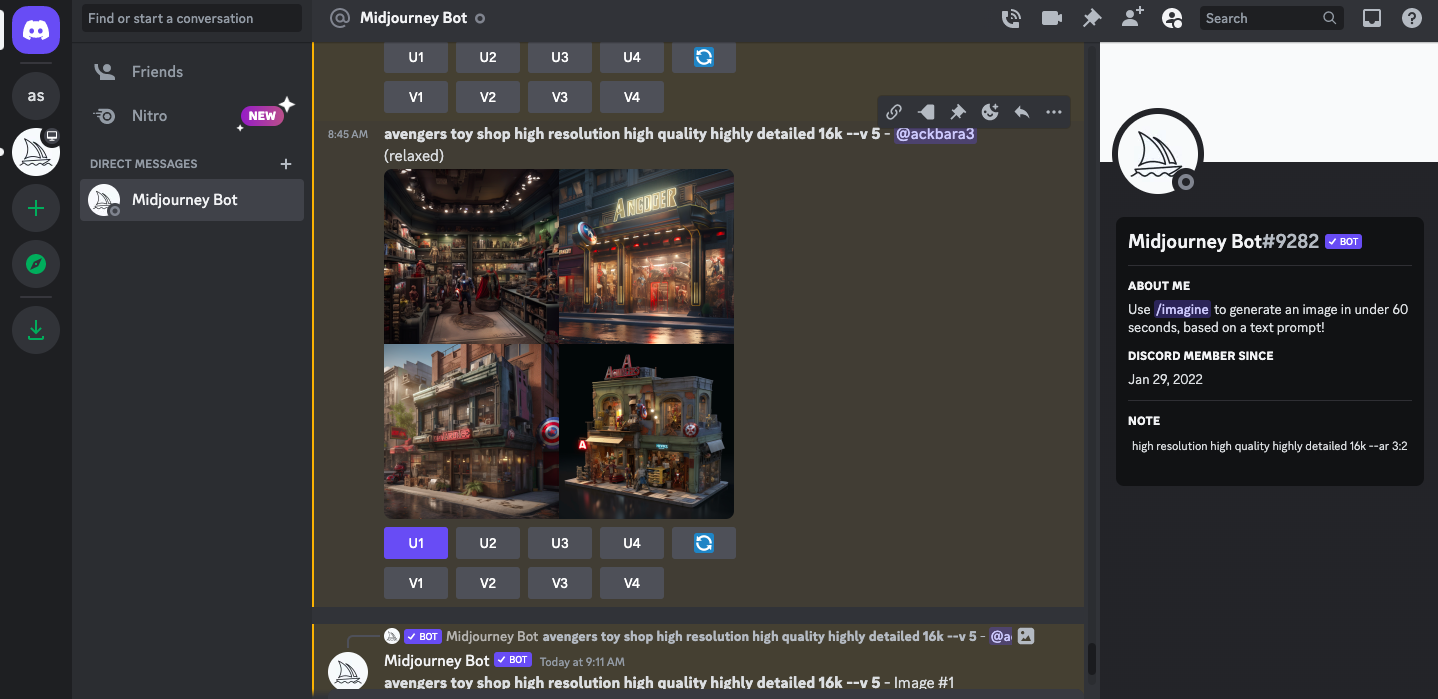 Find or start a conversation
Midjourney Bot
Search
as
Friends
Nitro
NEW
DIRECT MESSAGES
Midjourney Bot
U1 U2 U3 U4
V1 V2 V3 V4
8:45 AM
avengers toy shop high resolution high quality highly detailed 16k --v 5 - @ackbara3
(relaxed)
U1 U2 U3 U4
V1 V2 V3 V4
BOT Midjourney Bot avengers toy shop high resolution high quality highly detailed 16k --v 5 - @a
Midjourney Bot BOT Today at 9:11 AM
avengers toy shop high resolution high quality highly detailed 16k --v 5 - Image #1
Midjourney Bot#9282 BOT
ABOUT ME
Use /imagine to generate an image in under 60
seconds, based on a text prompt!
DISCORD MEMBER SINCE
Jan 29, 2022
NOTE
high resolution high quality highly detailed 16k --ar 3:2